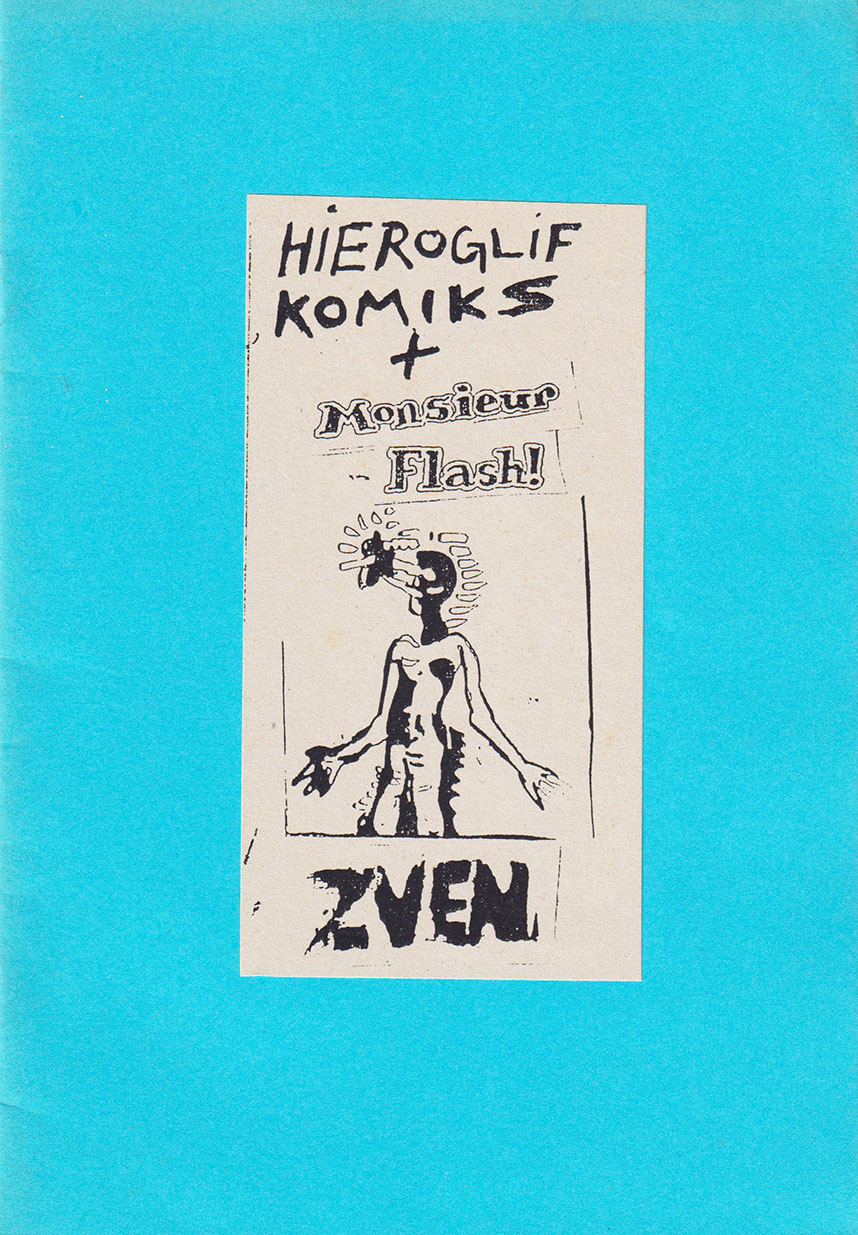 HiEROGLiF
KOMIKS
+
Monsieur
Flash!
ZVEN